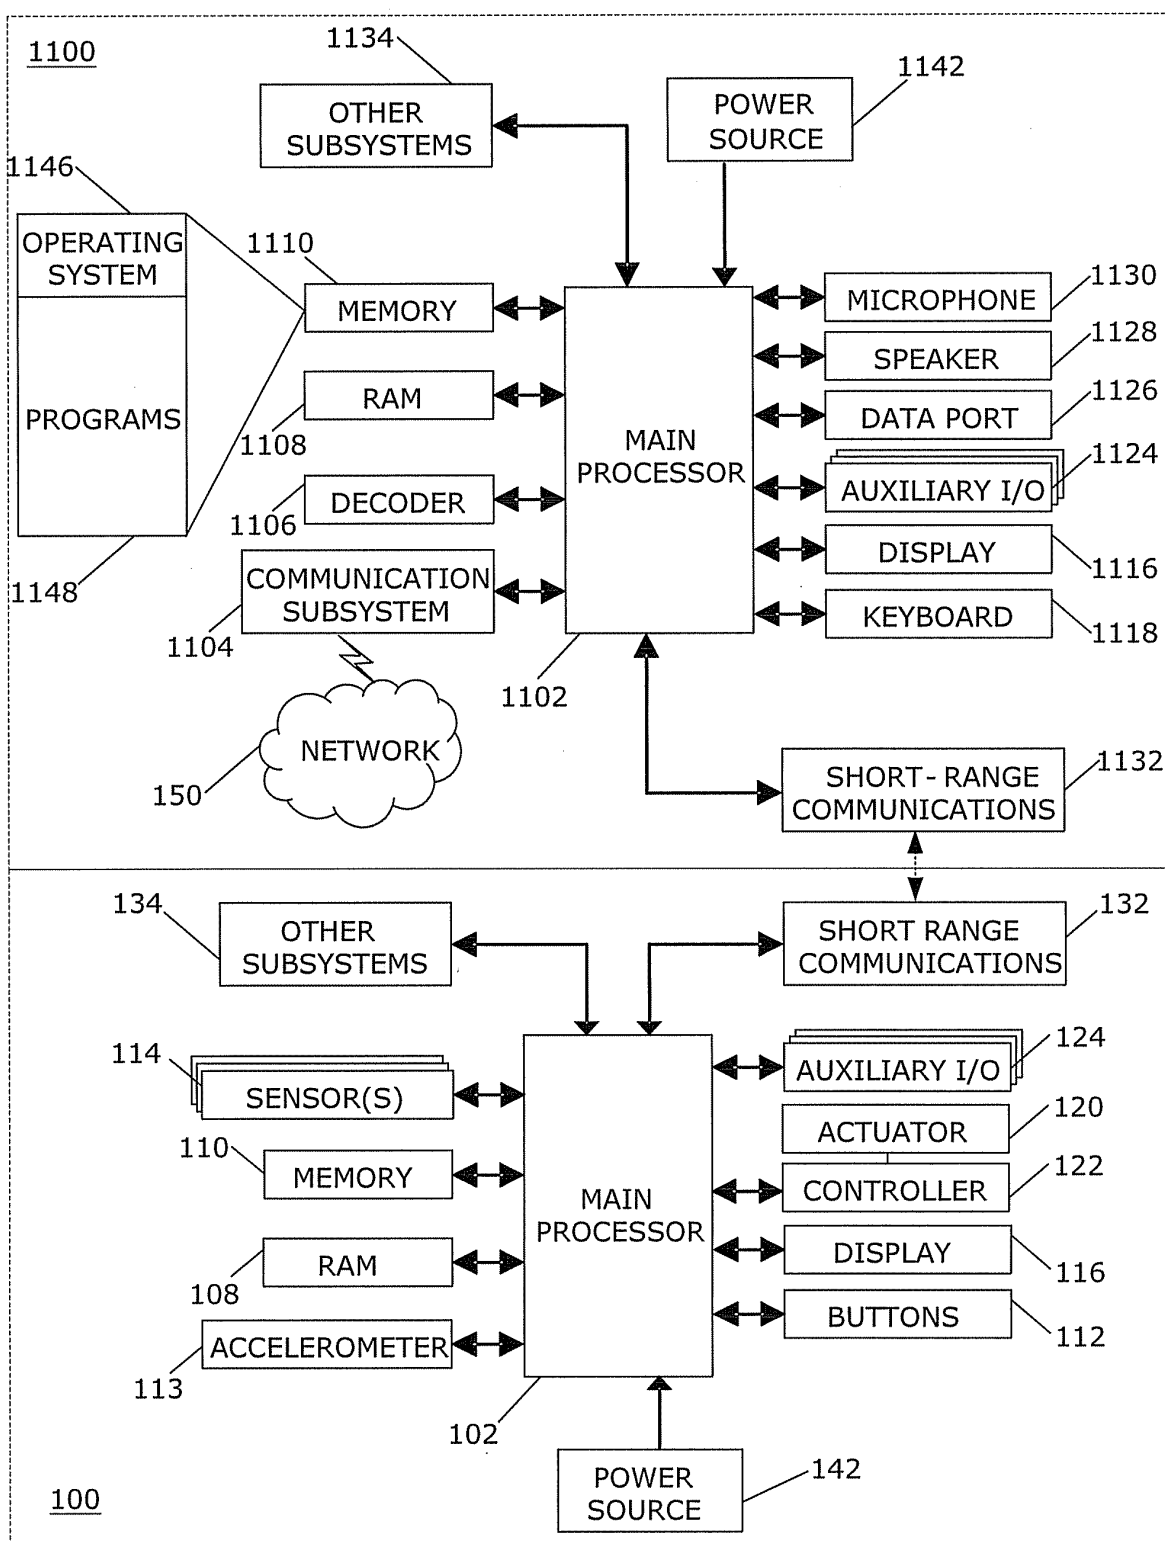 1100
1134
OTHER
SUBSYSTEMS
1142
POWER
SOURCE
1146
OPERATING
SYSTEM
PROGRAMS
1148
1110
MEMORY
RAM
1108
DECODER
1106
COMMUNICATION
SUBSYSTEM
1104
NETWORK
150
MAIN
PROCESSOR
1102
MICROPHONE
1130
SPEAKER
1128
DATA PORT
1126
AUXILIARY I/O
1124
DISPLAY
1116
KEYBOARD
1118
SHORT-RANGE
COMMUNICATIONS
1132
134
OTHER
SUBSYSTEMS
SHORT RANGE
COMMUNICATIONS
132
114
SENSOR(S)
110
MEMORY
RAM
108
ACCELEROMETER
113
MAIN
PROCESSOR
102
AUXILIARY I/O
124
ACTUATOR
120
CONTROLLER
122
DISPLAY
116
BUTTONS
112
POWER
SOURCE
142
100